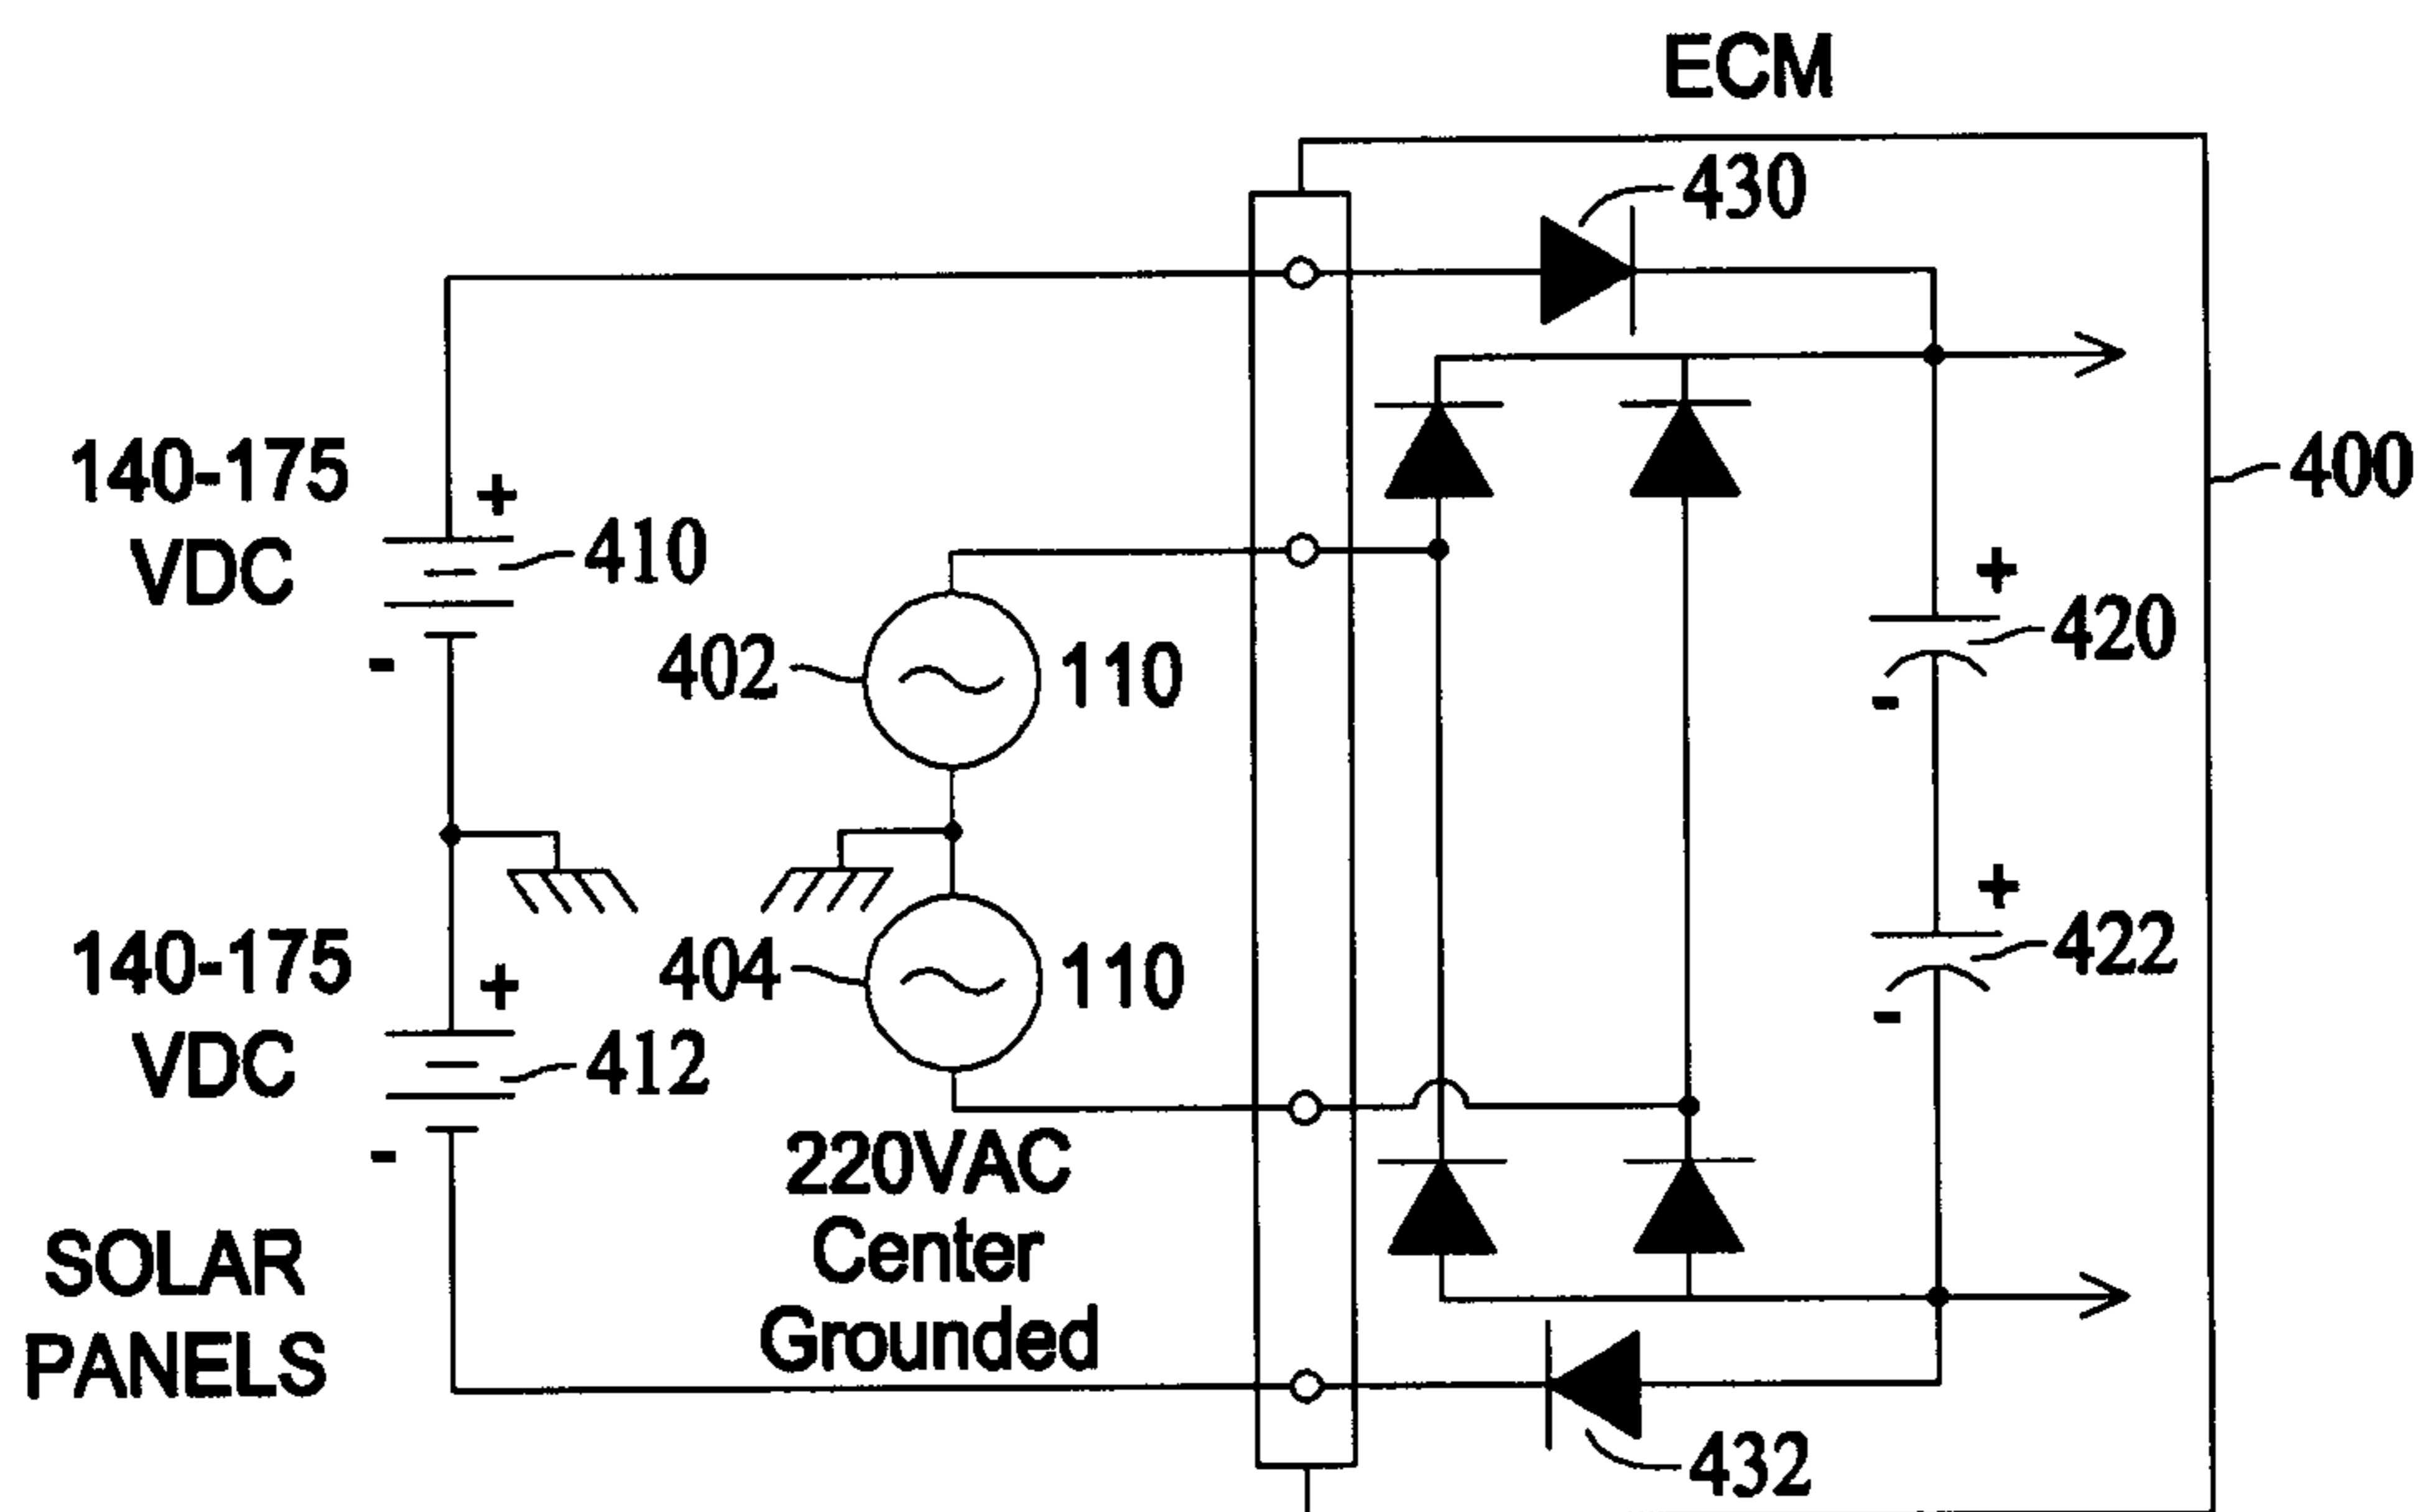 ECM
430
140-175
VDC
+
410
-
400
402
110
+
420
-
140-175
VDC
+
412
-
404
110
+
422
-
220VAC
Center
Grounded
SOLAR
PANELS
432